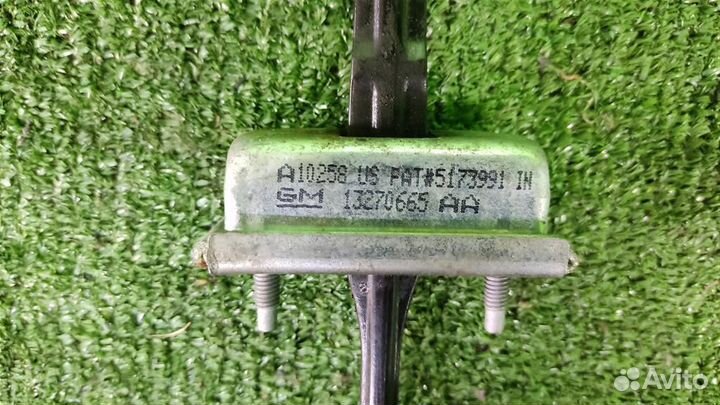 A10258 US PAT#5173991 IN
GM 13270665 AA
Avito